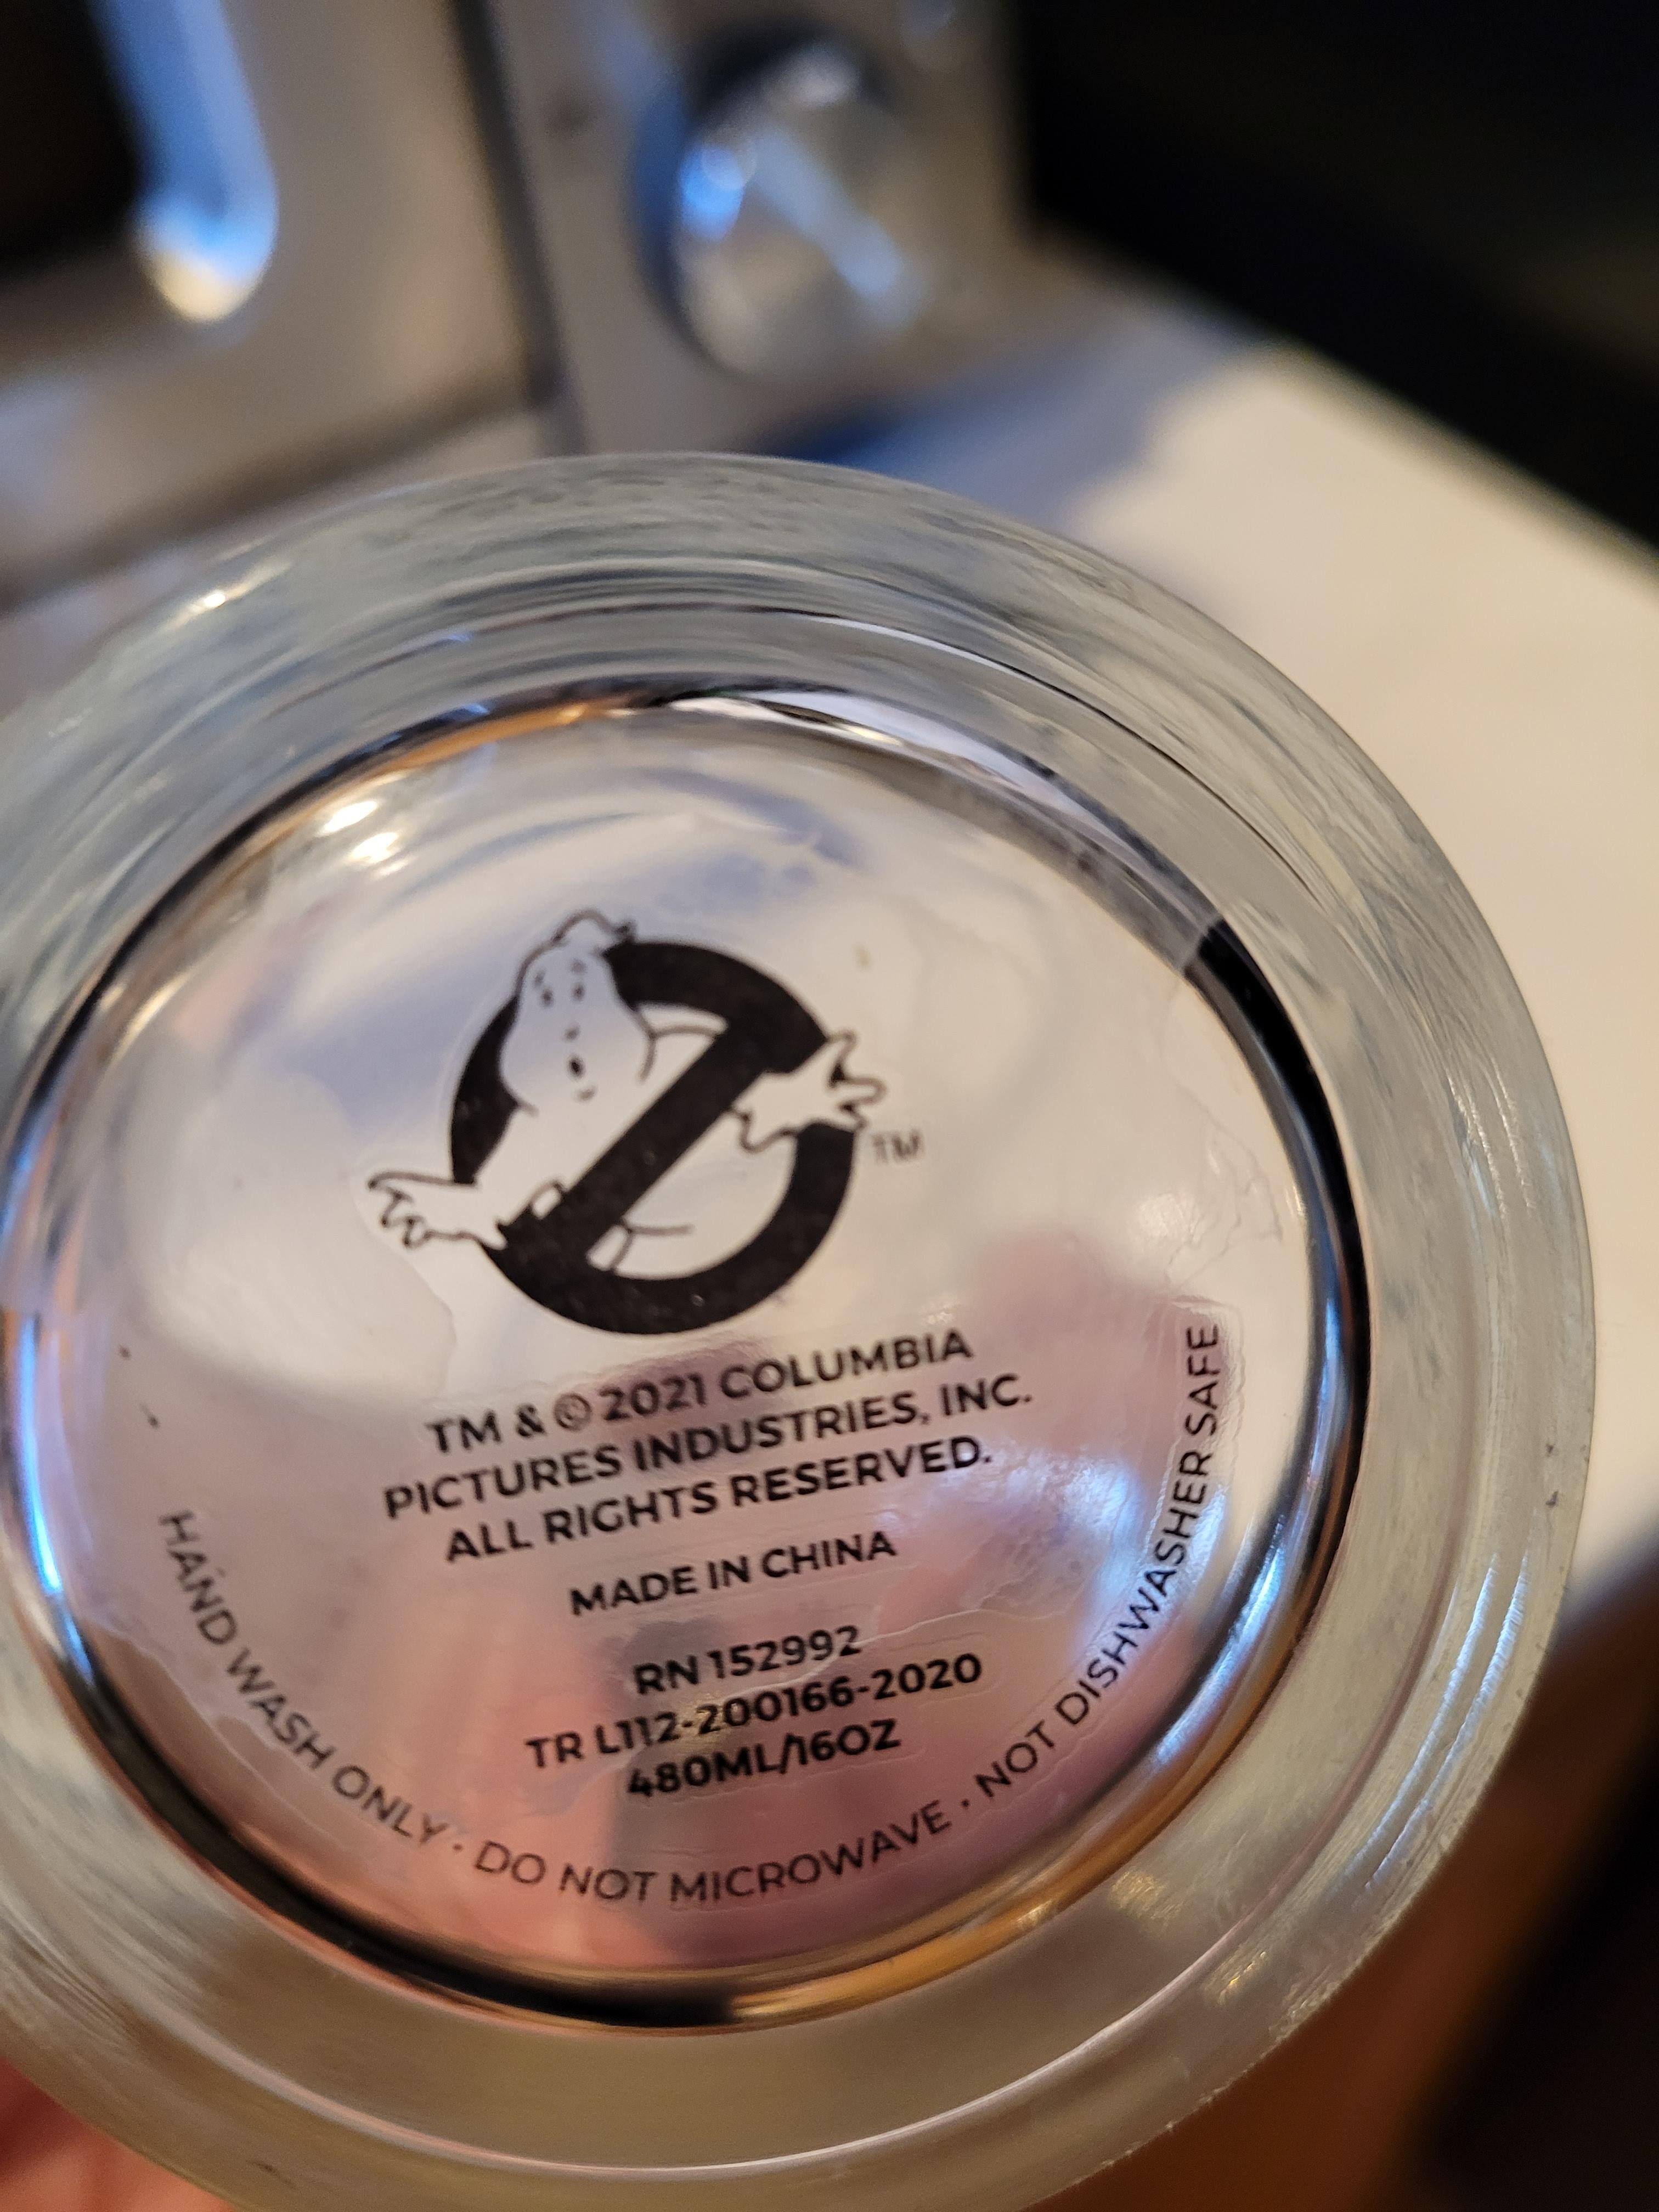 TM
TM & © 2021 COLUMBIA
PICTURES INDUSTRIES, INC.
ALL RIGHTS RESERVED.
MADE IN CHINA
RN 152992
TR L112-200166-2020
480ML/16OZ
HAND WASH ONLY · DO NOT MICROWAVE · NOT DISHWASHER SAFE